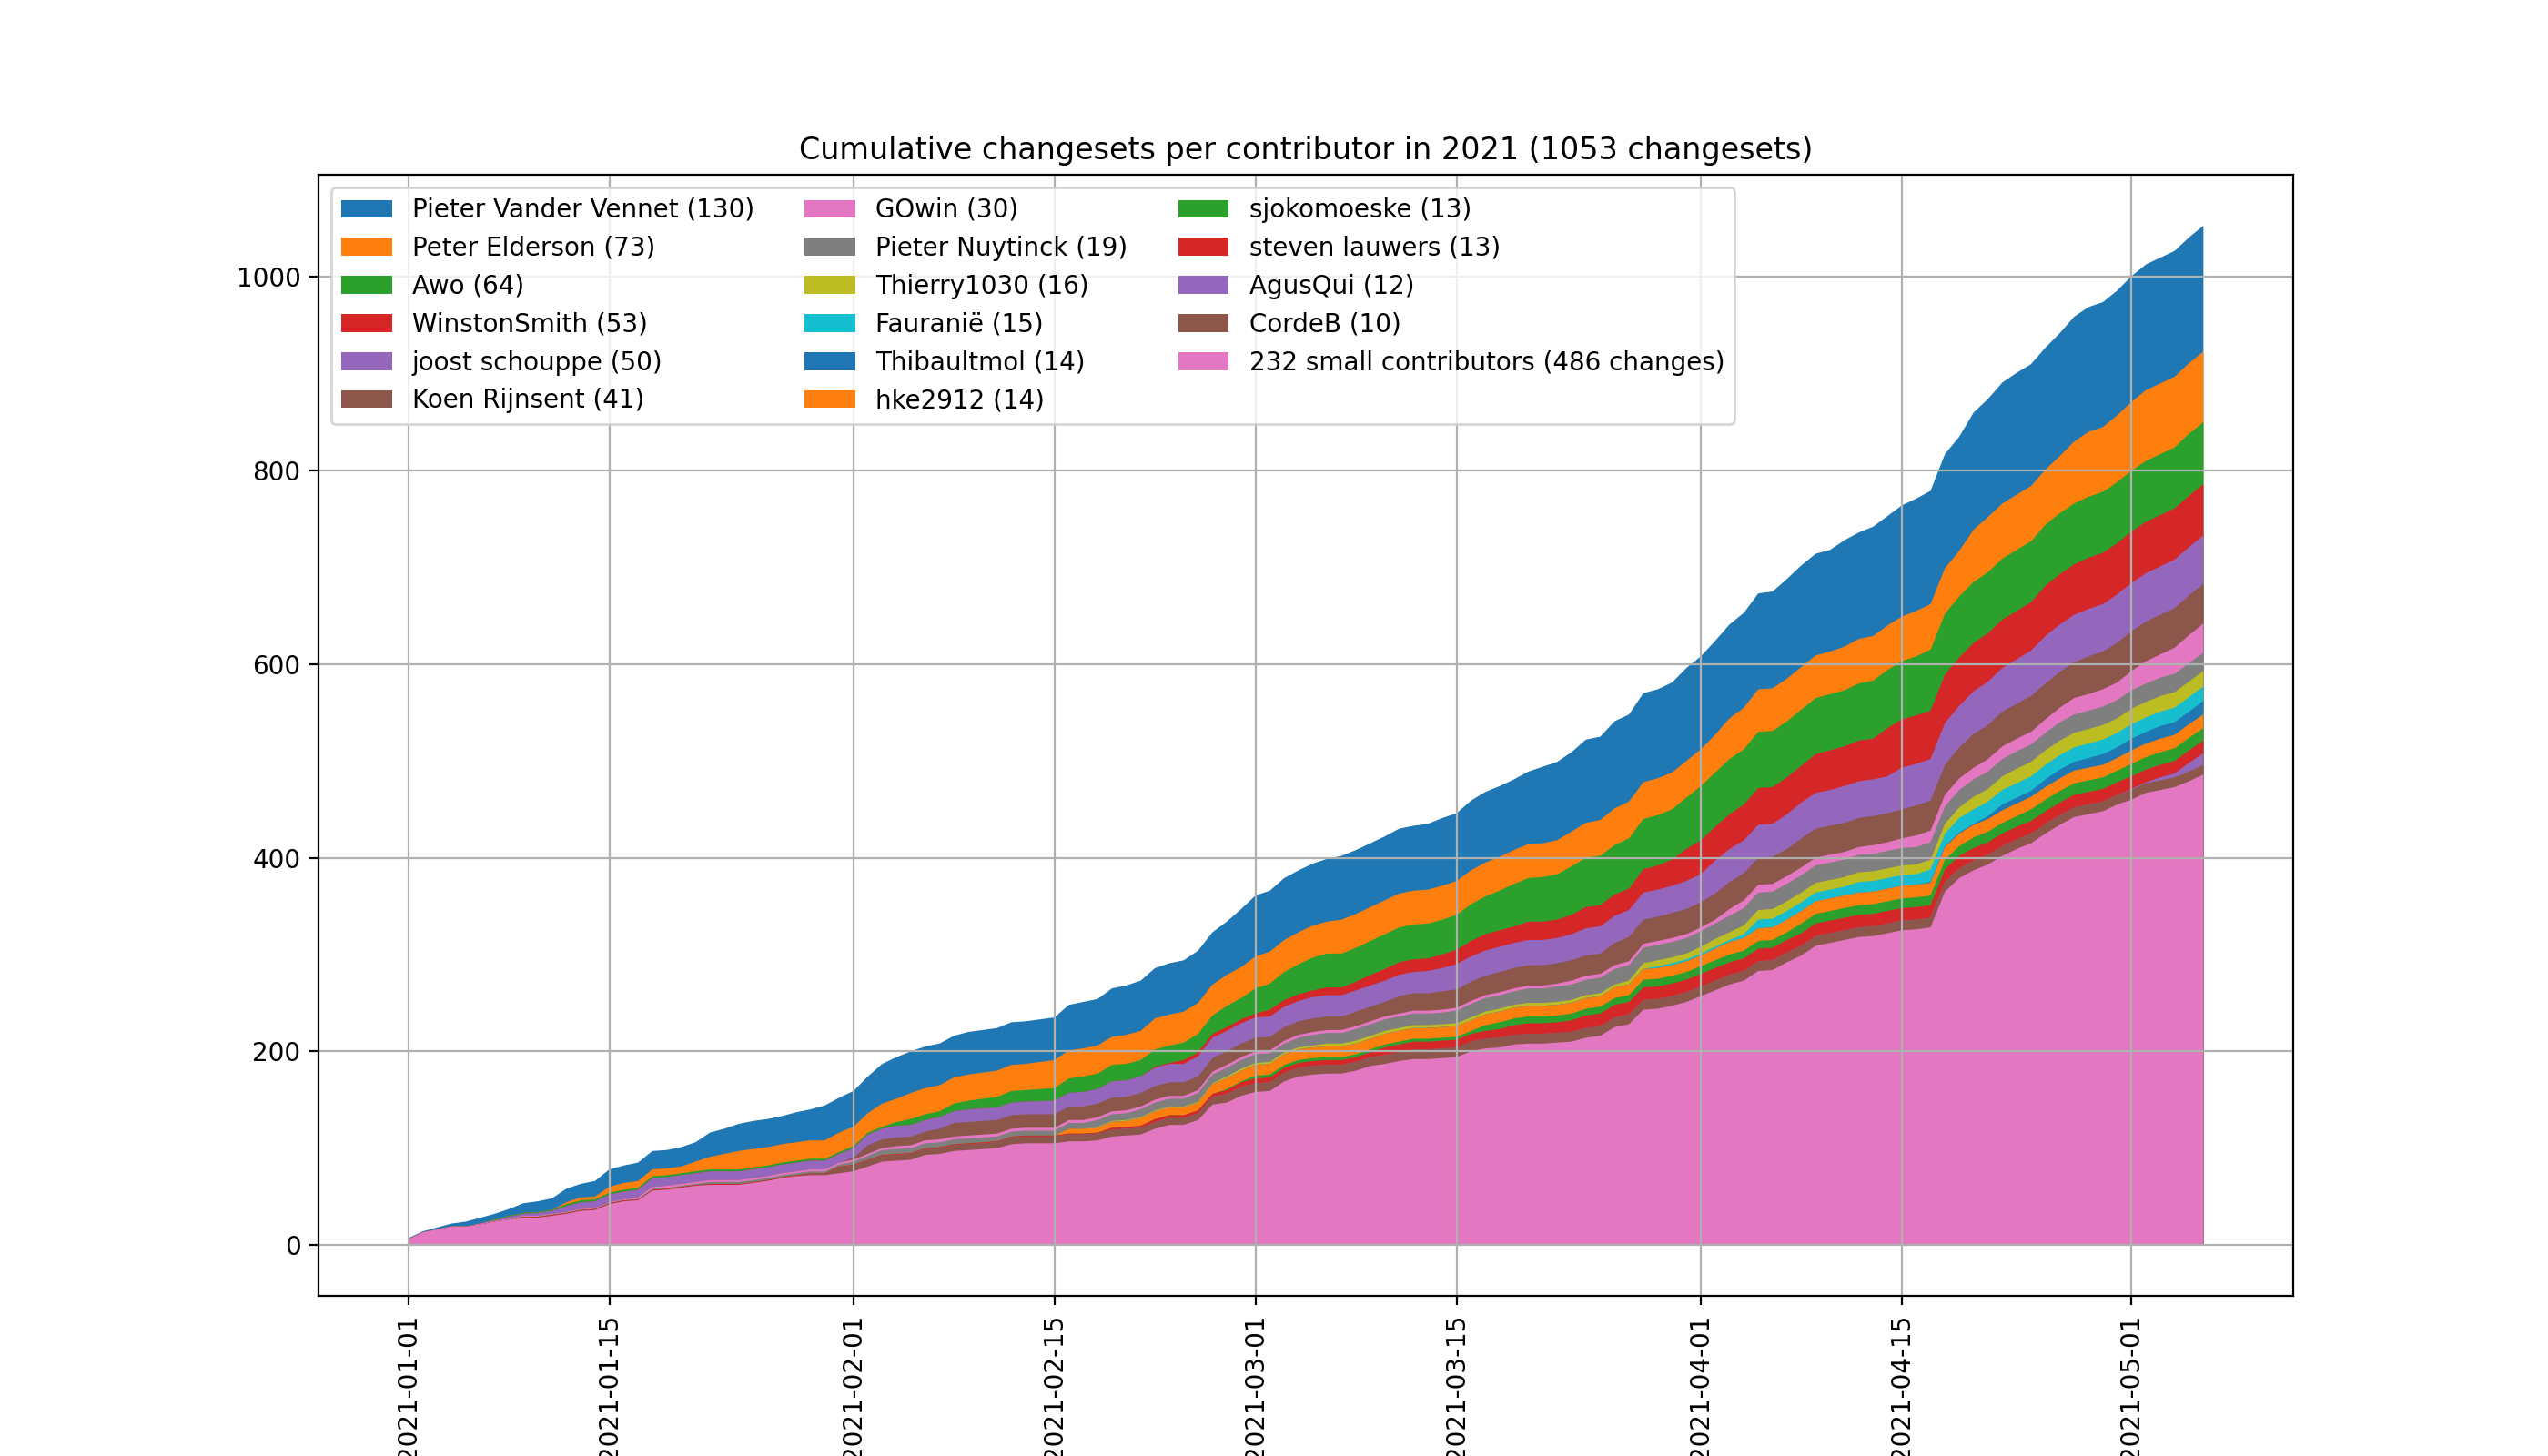 Cumulative changesets per contributor in 2021 (1053 changesets)
Pieter Vander Vennet (130)
Peter Elderson (73)
Awo (64)
WinstonSmith (53)
joost schouppe (50)
Koen Rijnsent (41)
GOwin (30)
Pieter Nuytinck (19)
Thierry1030 (16)
Fauranië (15)
Thibaultmol (14)
hke2912 (14)
sjokomoeske (13)
steven lauwers (13)
AgusQui (12)
CordeB (10)
232 small contributors (486 changes)
1000
800
600
400
200
0
2021-01-01
2021-01-15
2021-02-01
2021-02-15
2021-03-01
2021-03-15
2021-04-01
2021-04-15
2021-05-01